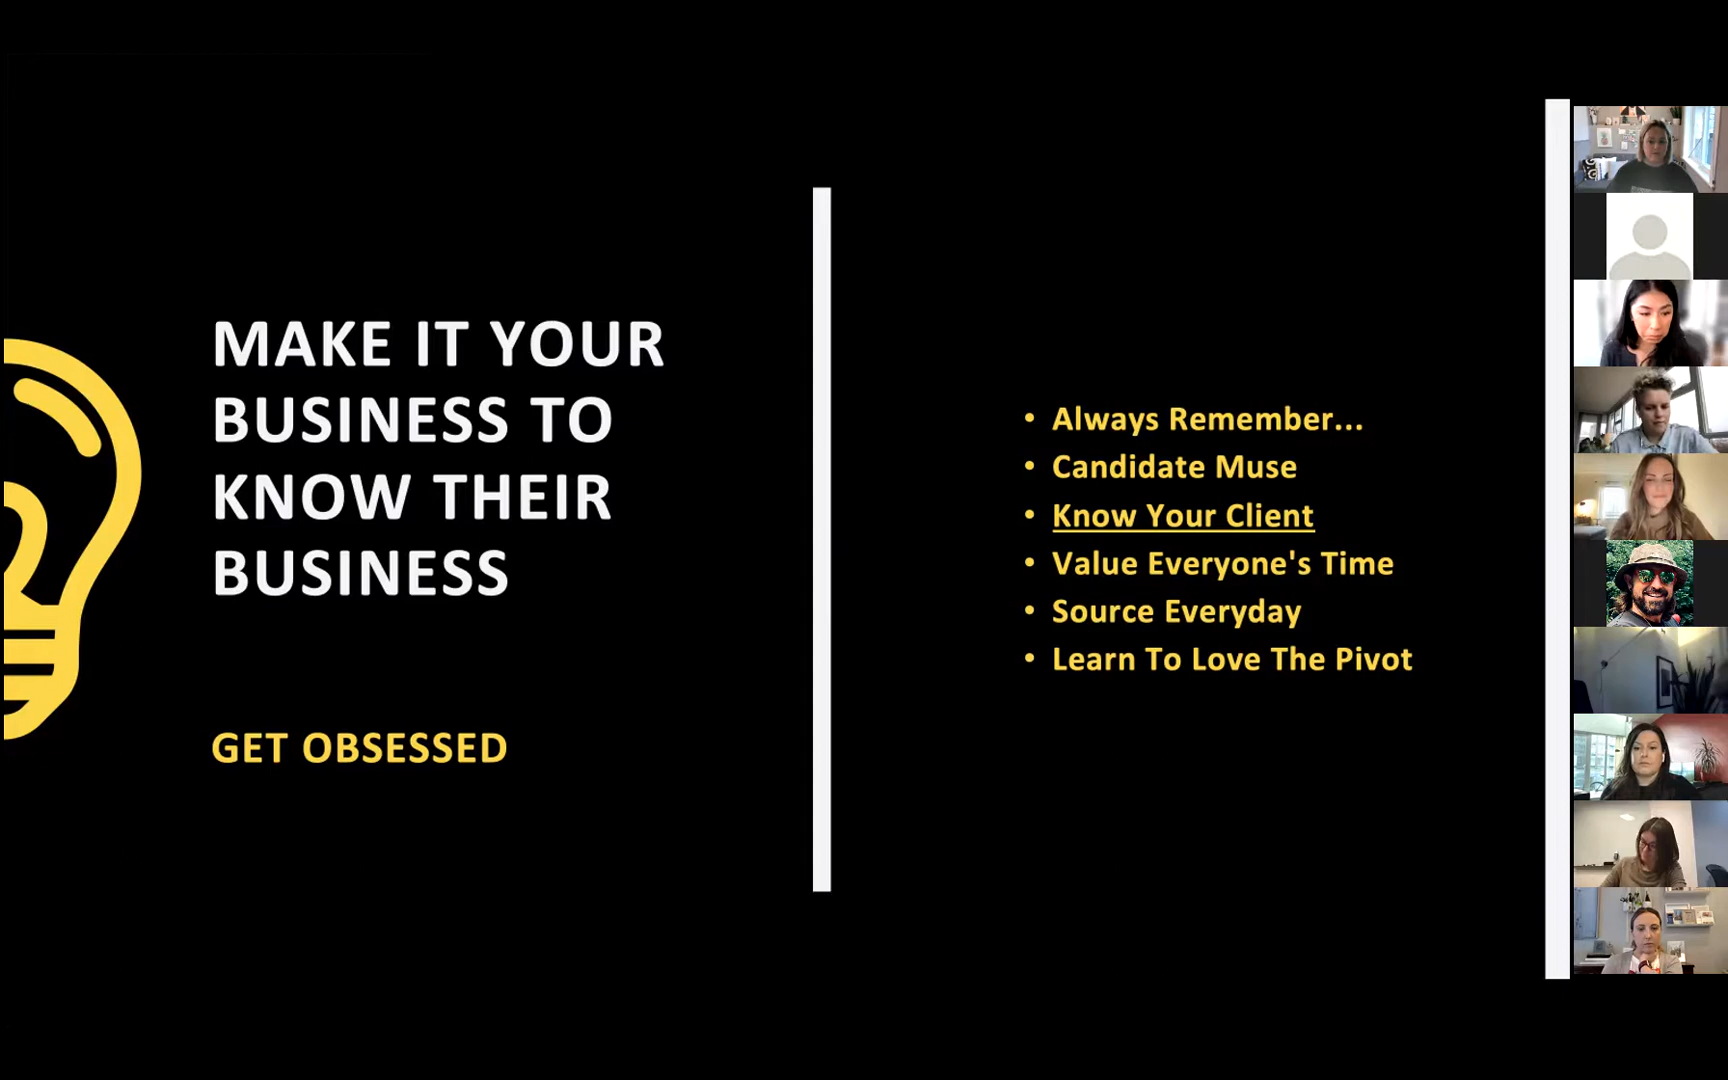 MAKE IT YOUR
BUSINESS TO
KNOW THEIR
BUSINESS
GET OBSESSED
• Always Remember...
• Candidate Muse
• Know Your Client
• Value Everyone's Time
• Source Everyday
• Learn To Love The Pivot